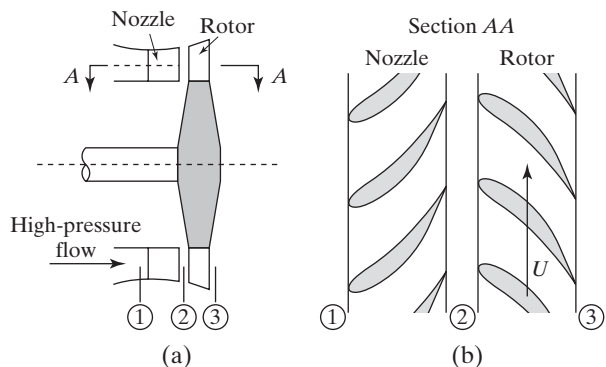 Nozzle
Rotor
A
A
High-pressure
flow
①
②
③
(a)
Section AA
Nozzle
Rotor
U
①
②
③
(b)